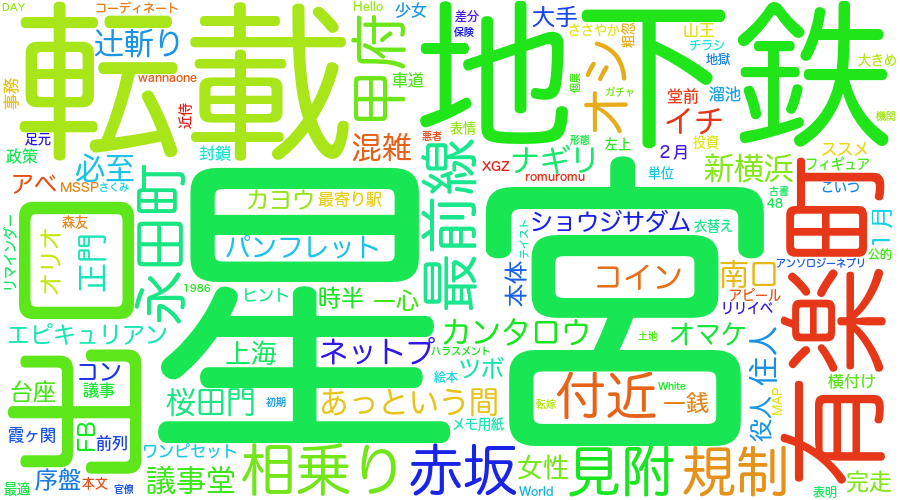 DAY
コーディネート
Hello
少女
差分
保険
大手
ささやか
粗忽
山王
チラシ
地獄
大きめ
転載
辻斬り
wannaone
甲府
車道
地下鉄
オシ
個展
ガチャ
事務
近侍
足元
政策
必至
封鎖
混雑
悪者
表情
形態
左上
堂前
溜池
イチ
投資
2月
機関
ススメ
アベ
MSSP
さくみ
最前線
XGZ
ナギリ
romuromu
単位
新横浜
フィギュア
こいつ
古書
48
リマインダー
口
森友
オリオ
正門
永田町
星
カヨウ
最寄り駅
パンフレット
宮
ショウジサダム
衣替え
テイスト
本体
コイン
南口
アピール
リリイベ
有楽町
1月
公的
アンソロジーネプリ
1986
ヒント
時半
一心
エピキュリアン
上海
ネットプ
カンタロウ
ハラスメント
土地
オマケ
住人
役人
MAP
半
コン
議事
台座
FB
前列
霞ヶ関
桜田門
初期
あっという間
絵本
ツボ
メモ用紙
付近
一銭
White
転嫁
横付け
最適
序盤
本文
官僚
ワンピセット
議事堂
相乗り
赤坂
女性
World
見附
規制
完走
表明